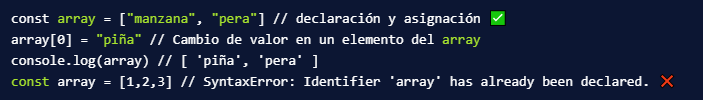 const array = ["manzana", "pera"] // declaración y asignación ✅
array[0] = "piña" // Cambio de valor en un elemento del array
console.log(array) // [ 'piña', 'pera' ]
const array = [1,2,3] // SyntaxError: Identifier 'array' has already been declared. ❌